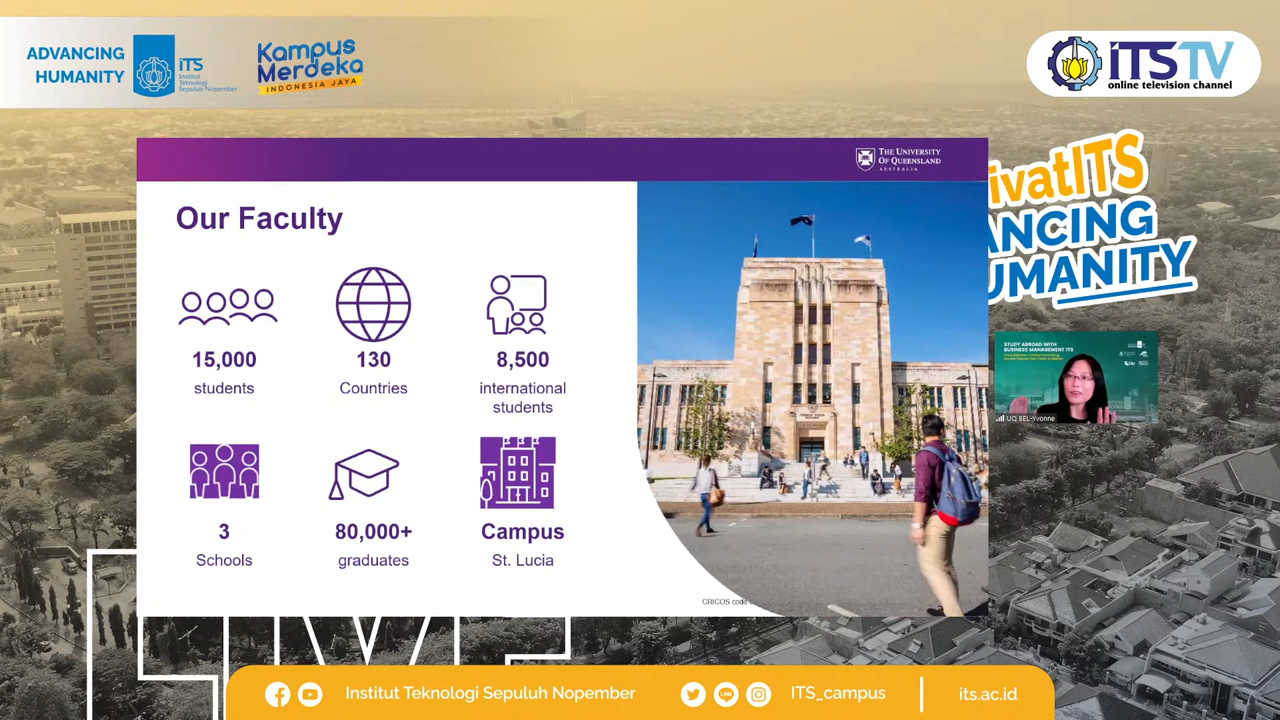 ADVANCING
HUMANITY
iTS
Institut
Teknologi
Sepuluh Nopember
Kampus
Merdeka
INDONESIA JAYA
iTSTV
online television channel
THE UNIVERSITY
OF QUEENSLAND
AUSTRALIA
Our Faculty
15,000
students
130
Countries
8,500
international
students
3
Schools
80,000+
graduates
Campus
St. Lucia
CRICOS code
ivatITS
ANCING
UMANITY
STUDY ABROAD WITH
BUSINESS MANAGEMENT ITS
UQ BEL-Yvonne
LIVE
Institut Teknologi Sepuluh Nopember
ITS_campus
its.ac.id